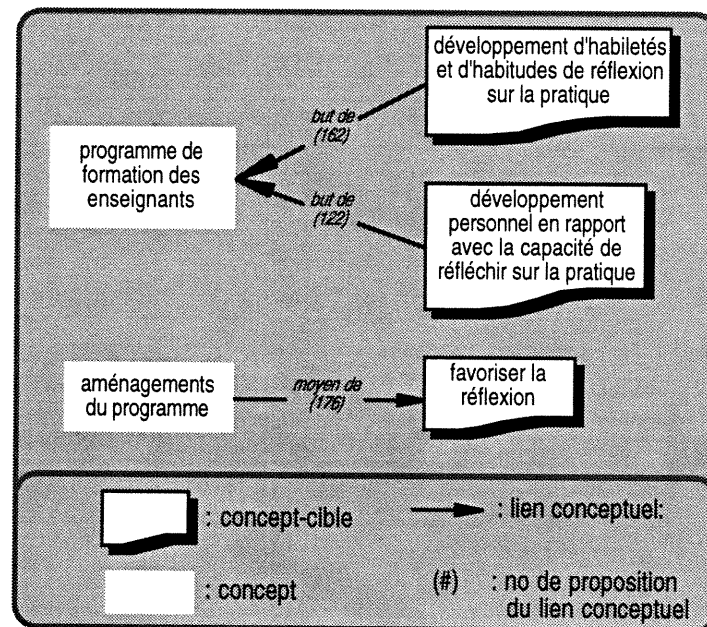 développement d'habiletés
et d'habitudes de réflexion
sur la pratique
but de
(162)
programme de
formation des
enseignants
but de
(122)
développement
personnel en rapport
avec la capacité de
réfléchir sur la pratique
aménagements
du programme
moyen de
(176)
favoriser la
réflexion
: concept-cible
: lien conceptuel:
: concept
(#) : no de proposition
du lien conceptuel